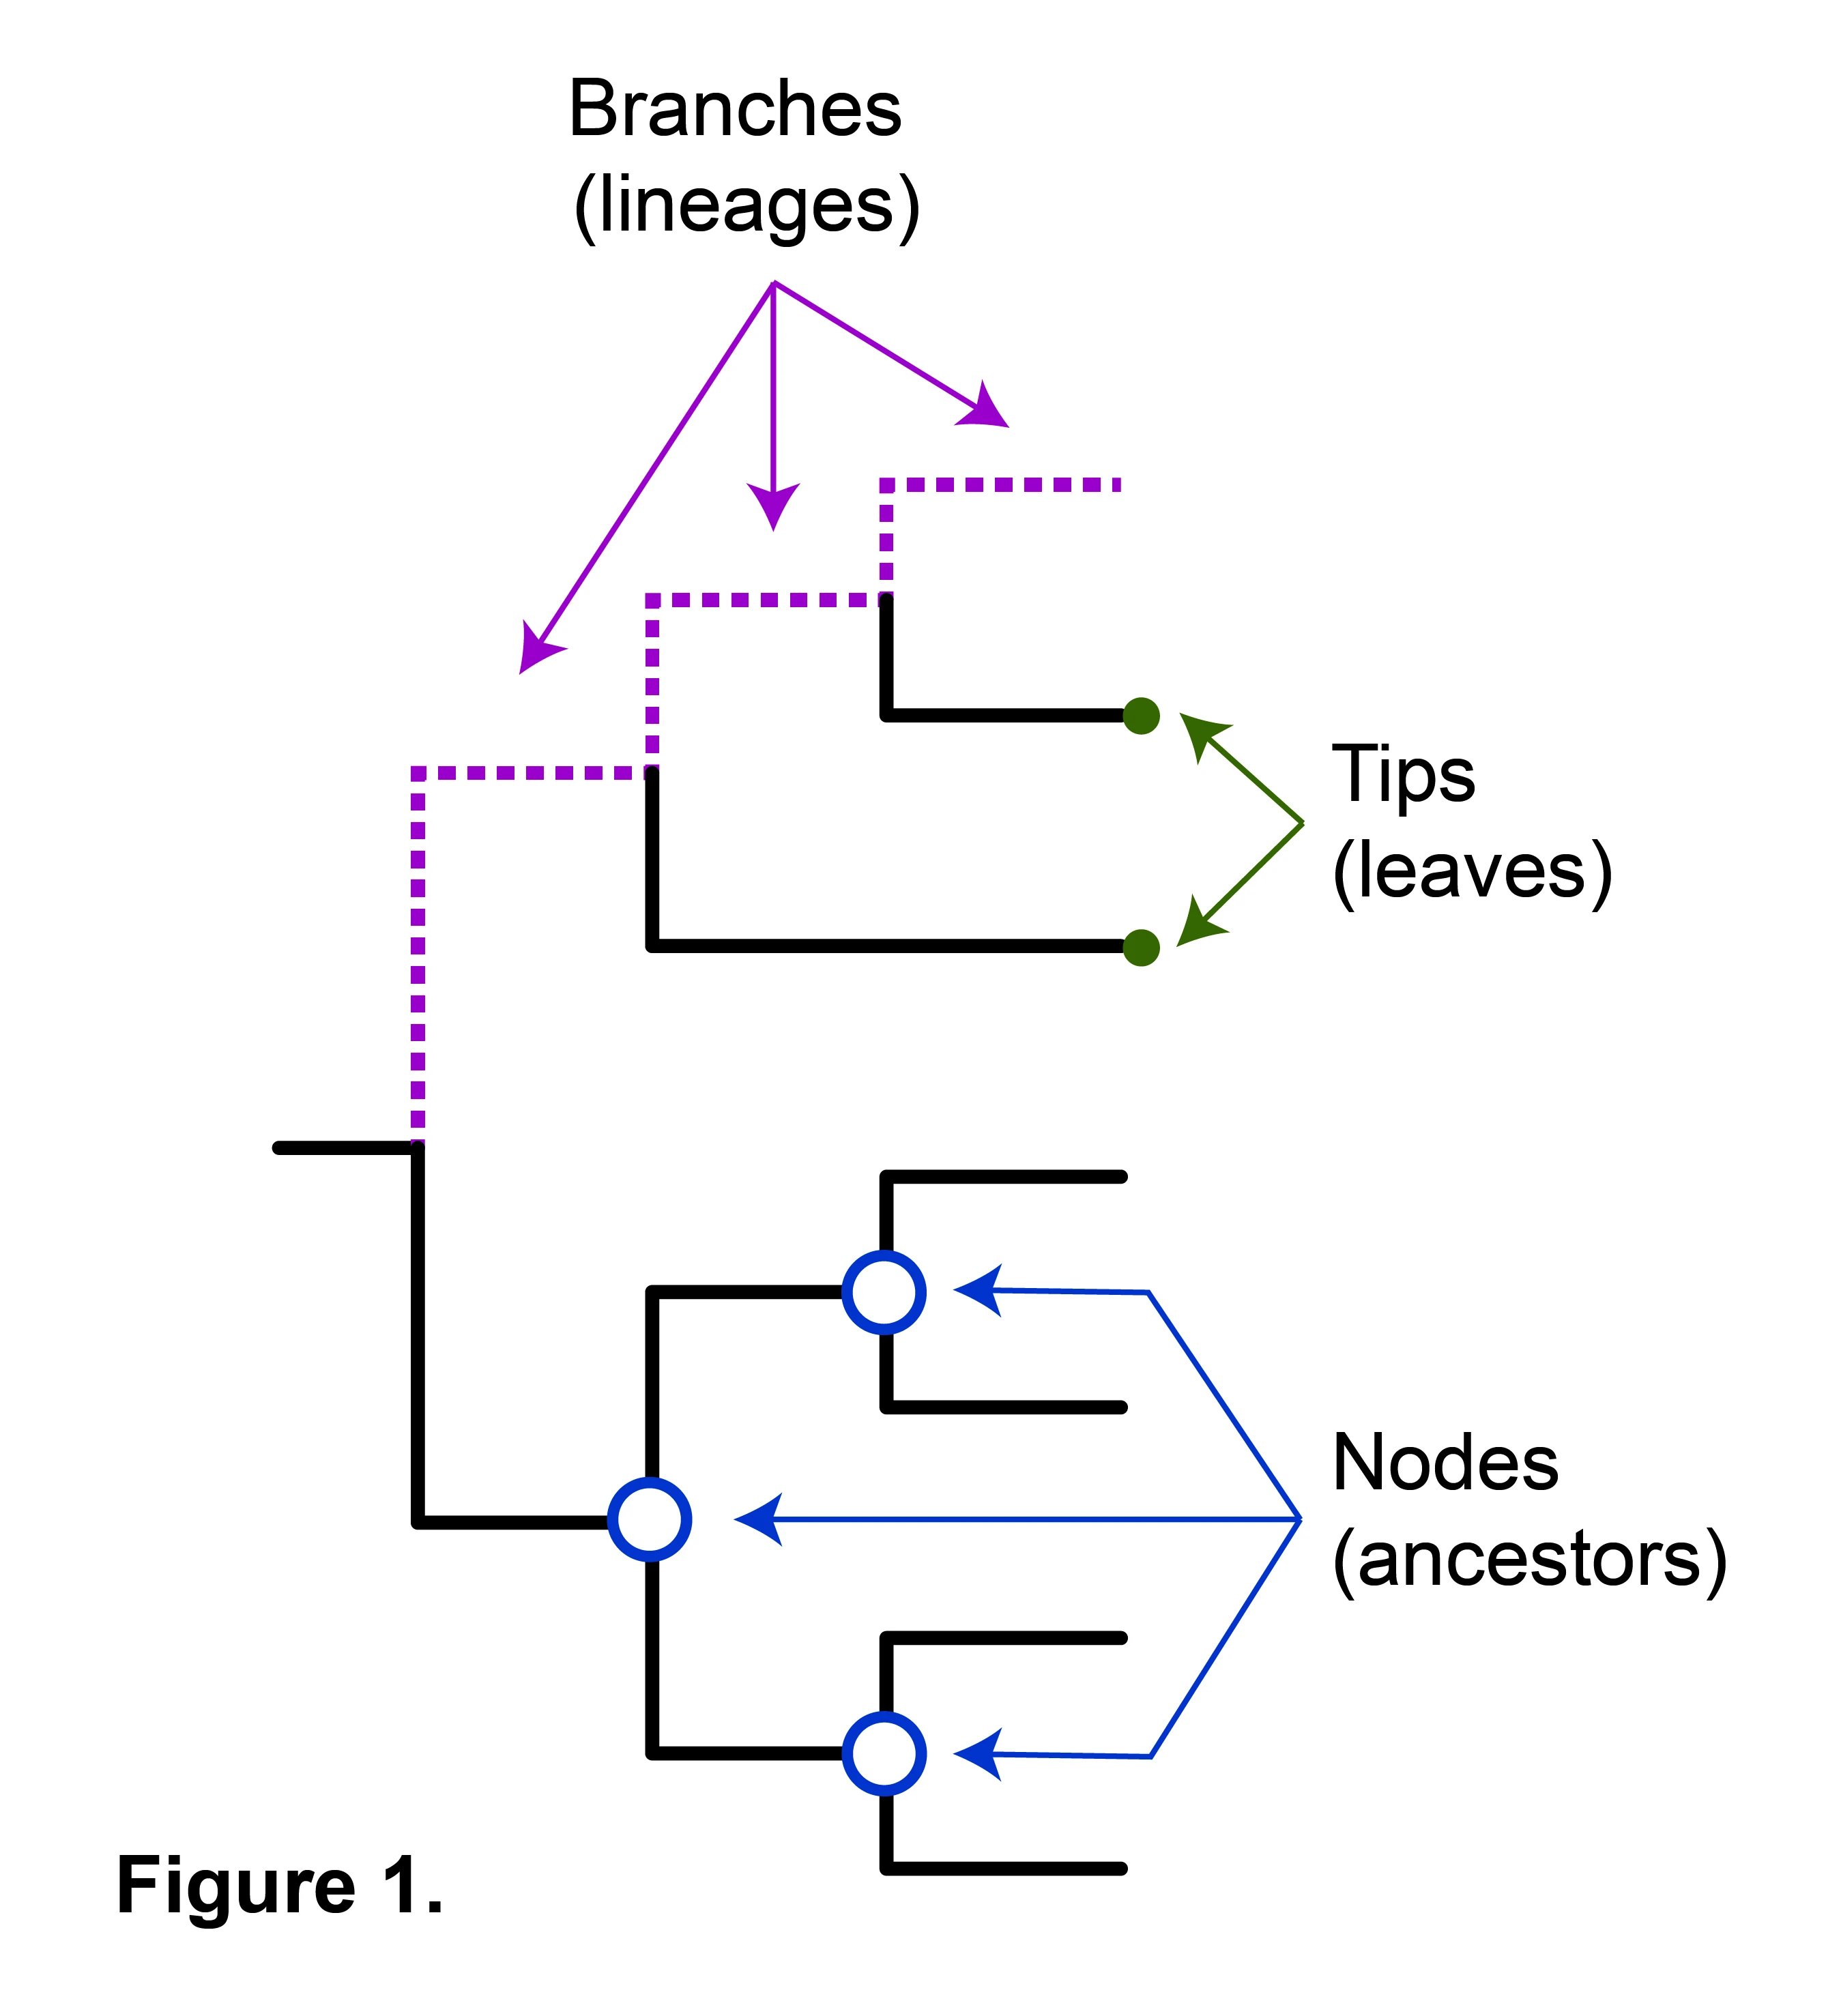 Branches
(lineages)
Tips
(leaves)
Nodes
(ancestors)
Figure 1.